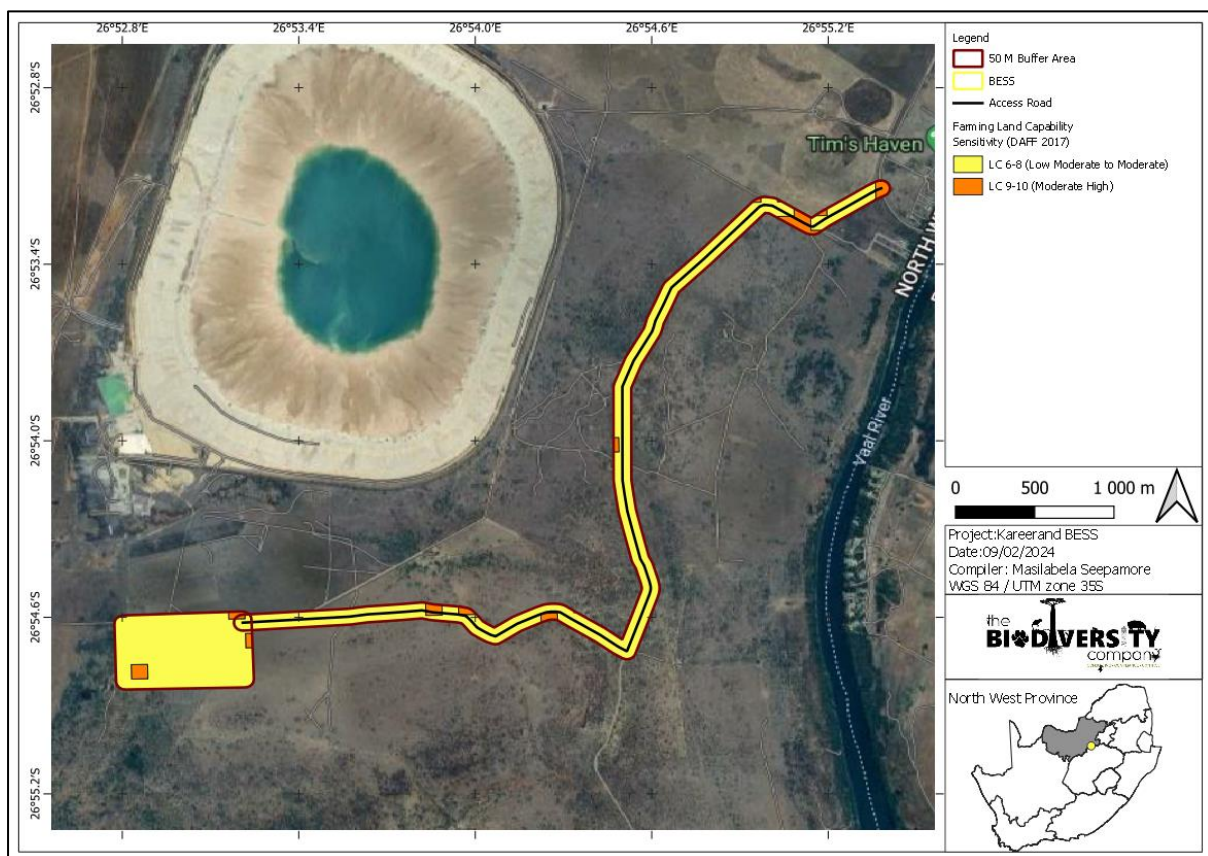 26°52.8'E 26°53.4'E 26°54.0'E 26°54.6'E 26°55.2'E
26°52.8'S
26°53.4'S
26°54.0'S
26°54.6'S
26°55.2'S
Tim's Haven
NORTH W
Vaal River
Legend
50 M Buffer Area
BESS
Access Road
Farming Land Capability
Sensitivity (DAFF 2017)
LC 6-8 (Low Moderate to Moderate)
LC 9-10 (Moderate High)
0 500 1 000 m
Project:Kareerand BESS
Date:09/02/2024
Compiler: Masilabela Seepamore
WGS 84 / UTM zone 35S
the
BIODIVERSITY
company
North West Province